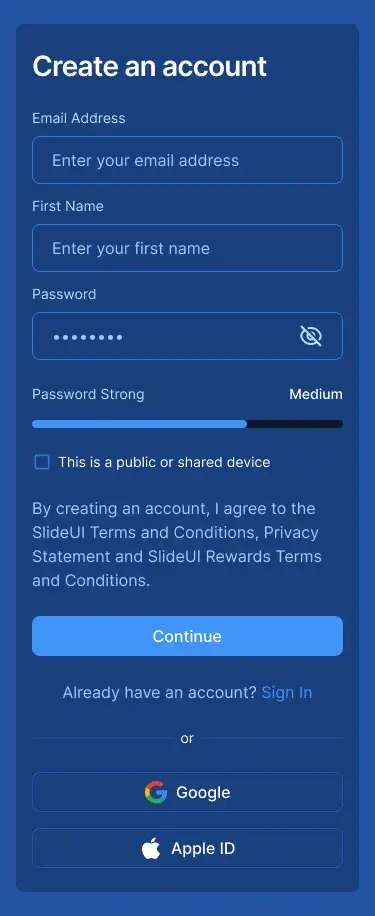 Create an account
Email Address
Enter your email address
First Name
Enter your first name
Password
••••••••
Password Strong
Medium
This is a public or shared device
By creating an account, I agree to the
SlideUI Terms and Conditions, Privacy
Statement and SlideUI Rewards Terms
and Conditions.
Continue
Already have an account? Sign In
or
Google
Apple ID